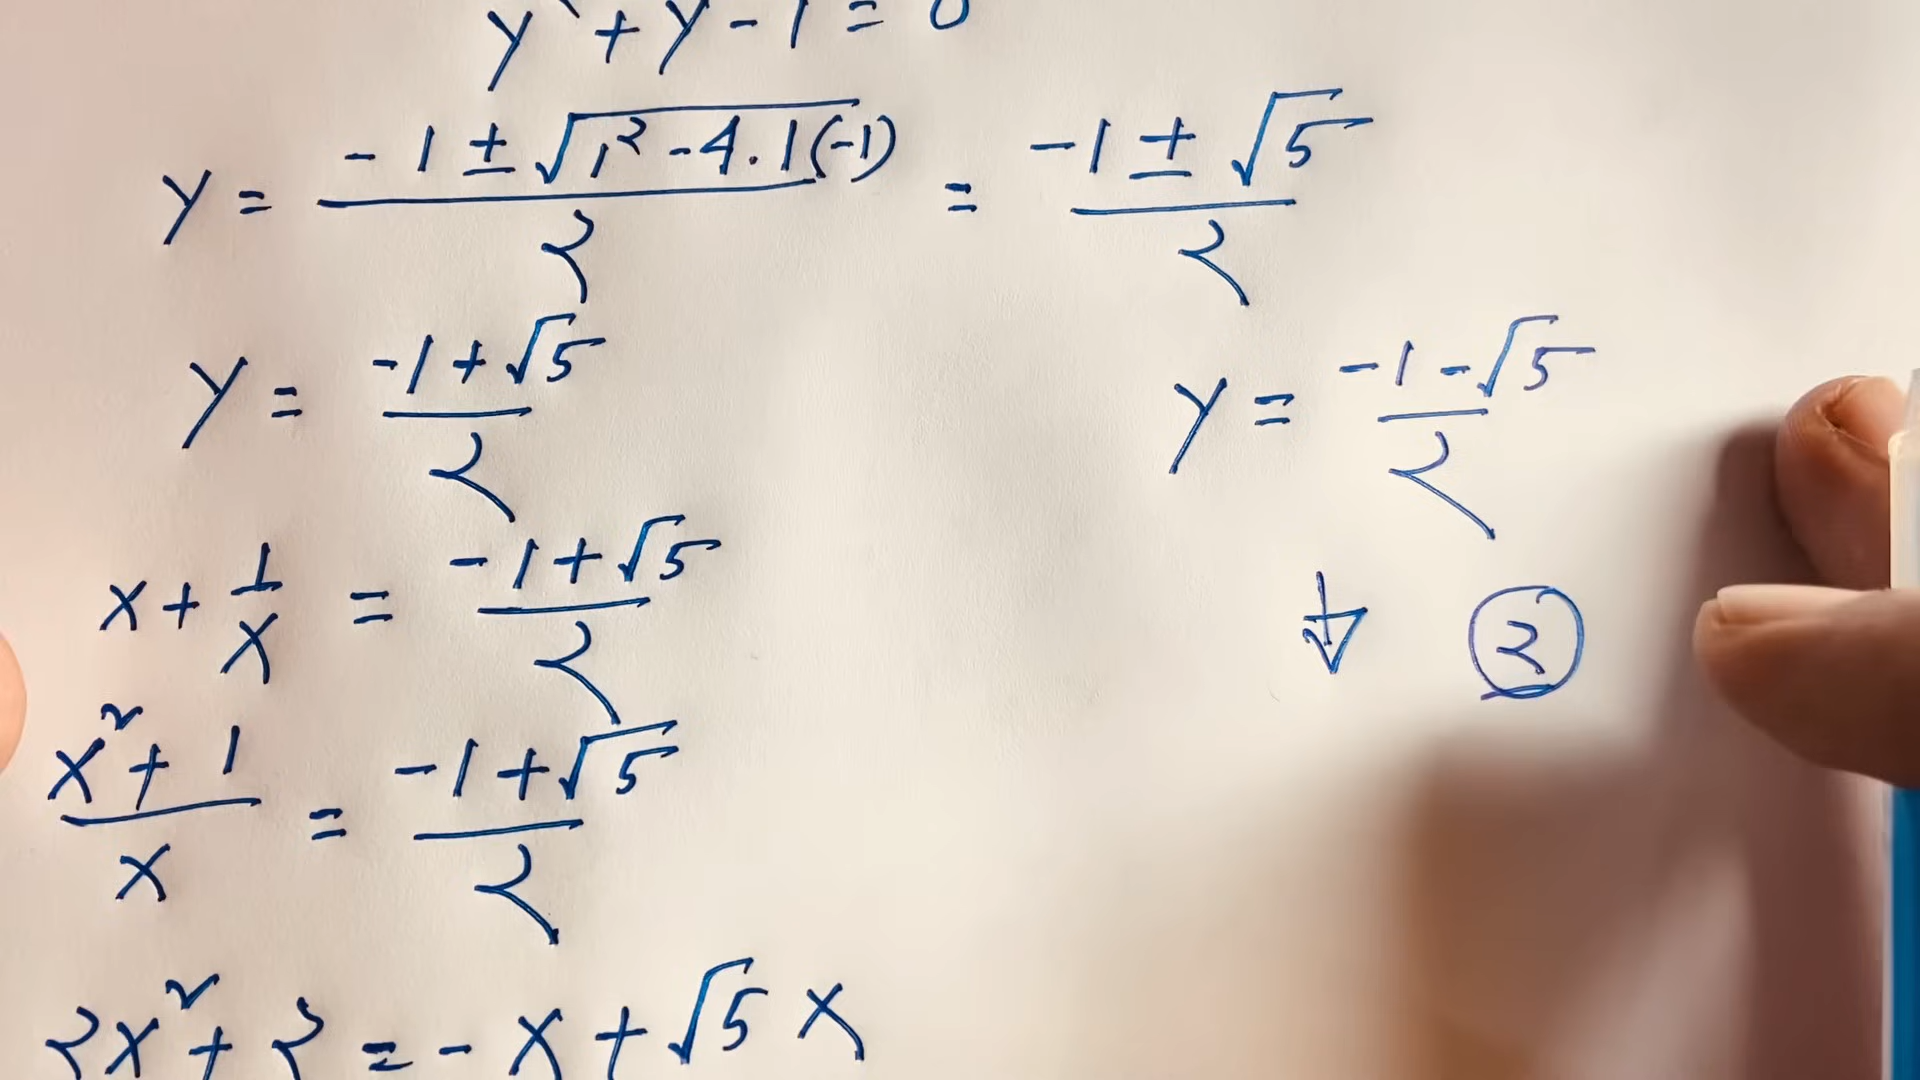 y² + y - 1 = 0
y = (-1 ± √(1² - 4.1(-1)))/2 = (-1 ± √5)/2
y = (-1 + √5)/2    y = (-1 - √5)/2
x + 1/x = (-1 + √5)/2    ②
(x² + 1)/x = (-1 + √5)/2
2x² + 2 = -x + √5 x